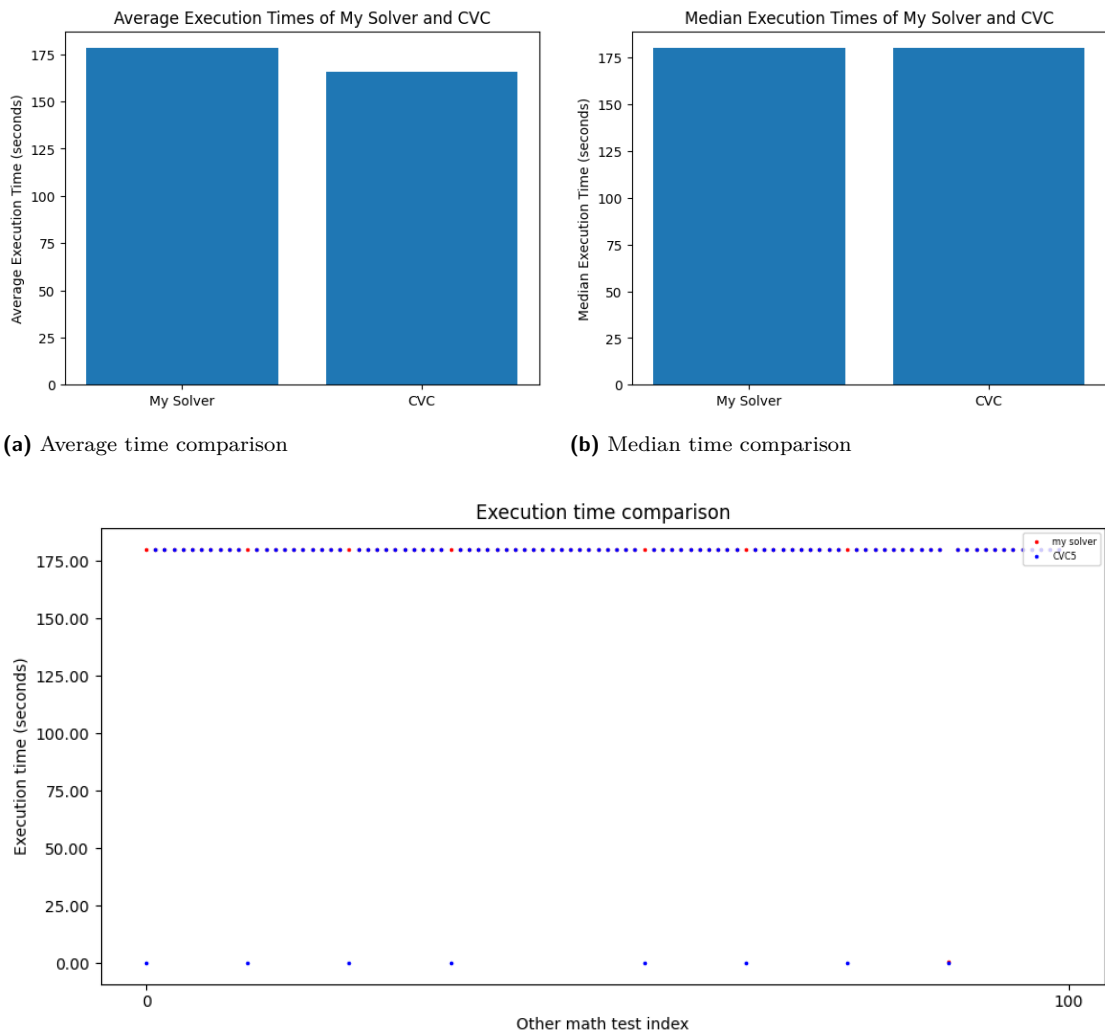 Average Execution Times of My Solver and CVC
Average Execution Time (seconds)
175
150
125
100
75
50
25
0
My Solver
CVC
(a) Average time comparison
Median Execution Times of My Solver and CVC
Median Execution Time (seconds)
175
150
125
100
75
50
25
0
My Solver
CVC
(b) Median time comparison
Execution time comparison
my solver
CVC5
Execution time (seconds)
175.00
150.00
125.00
100.00
75.00
50.00
25.00
0.00
0
100
Other math test index